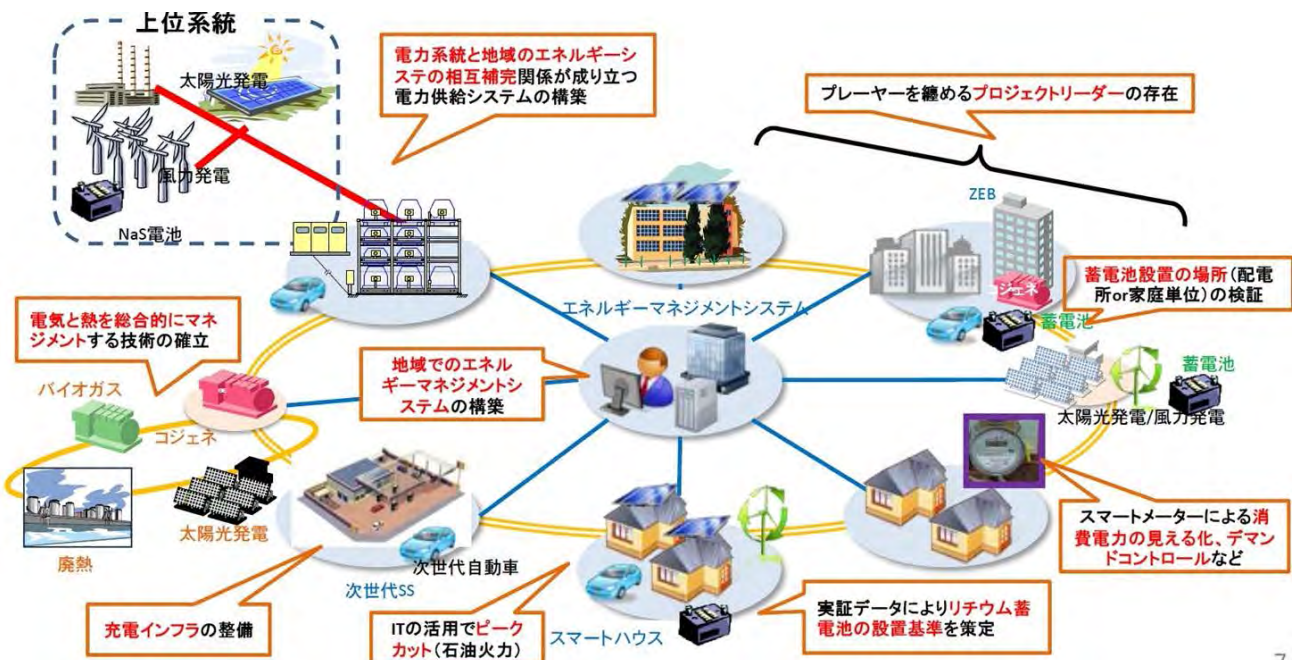 上位系統
太陽光発電
風力発電
NaS電池
電力系統と地域のエネルギーシ
ステの相互補完関係が成り立つ
電力供給システムの構築
プレーヤーを纏めるプロジェクトリーダーの存在
ZEB
コジェネ
蓄電池
蓄電池設置の場所(配電
所or家庭単位)の検証
エネルギーマネジメントシステム
電気と熱を総合的にマネ
ジメントする技術の確立
地域でのエネル
ギーマネジメントシ
ステムの構築
バイオガス
コジェネ
蓄電池
太陽光発電/風力発電
太陽光発電
廃熱
スマートメーターによる消
費電力の見える化、デマン
ドコントロールなど
次世代自動車
次世代SS
充電インフラの整備
ITの活用でピーク
カット(石油火力)
スマートハウス
実証データによりリチウム蓄
電池の設置基準を策定
7